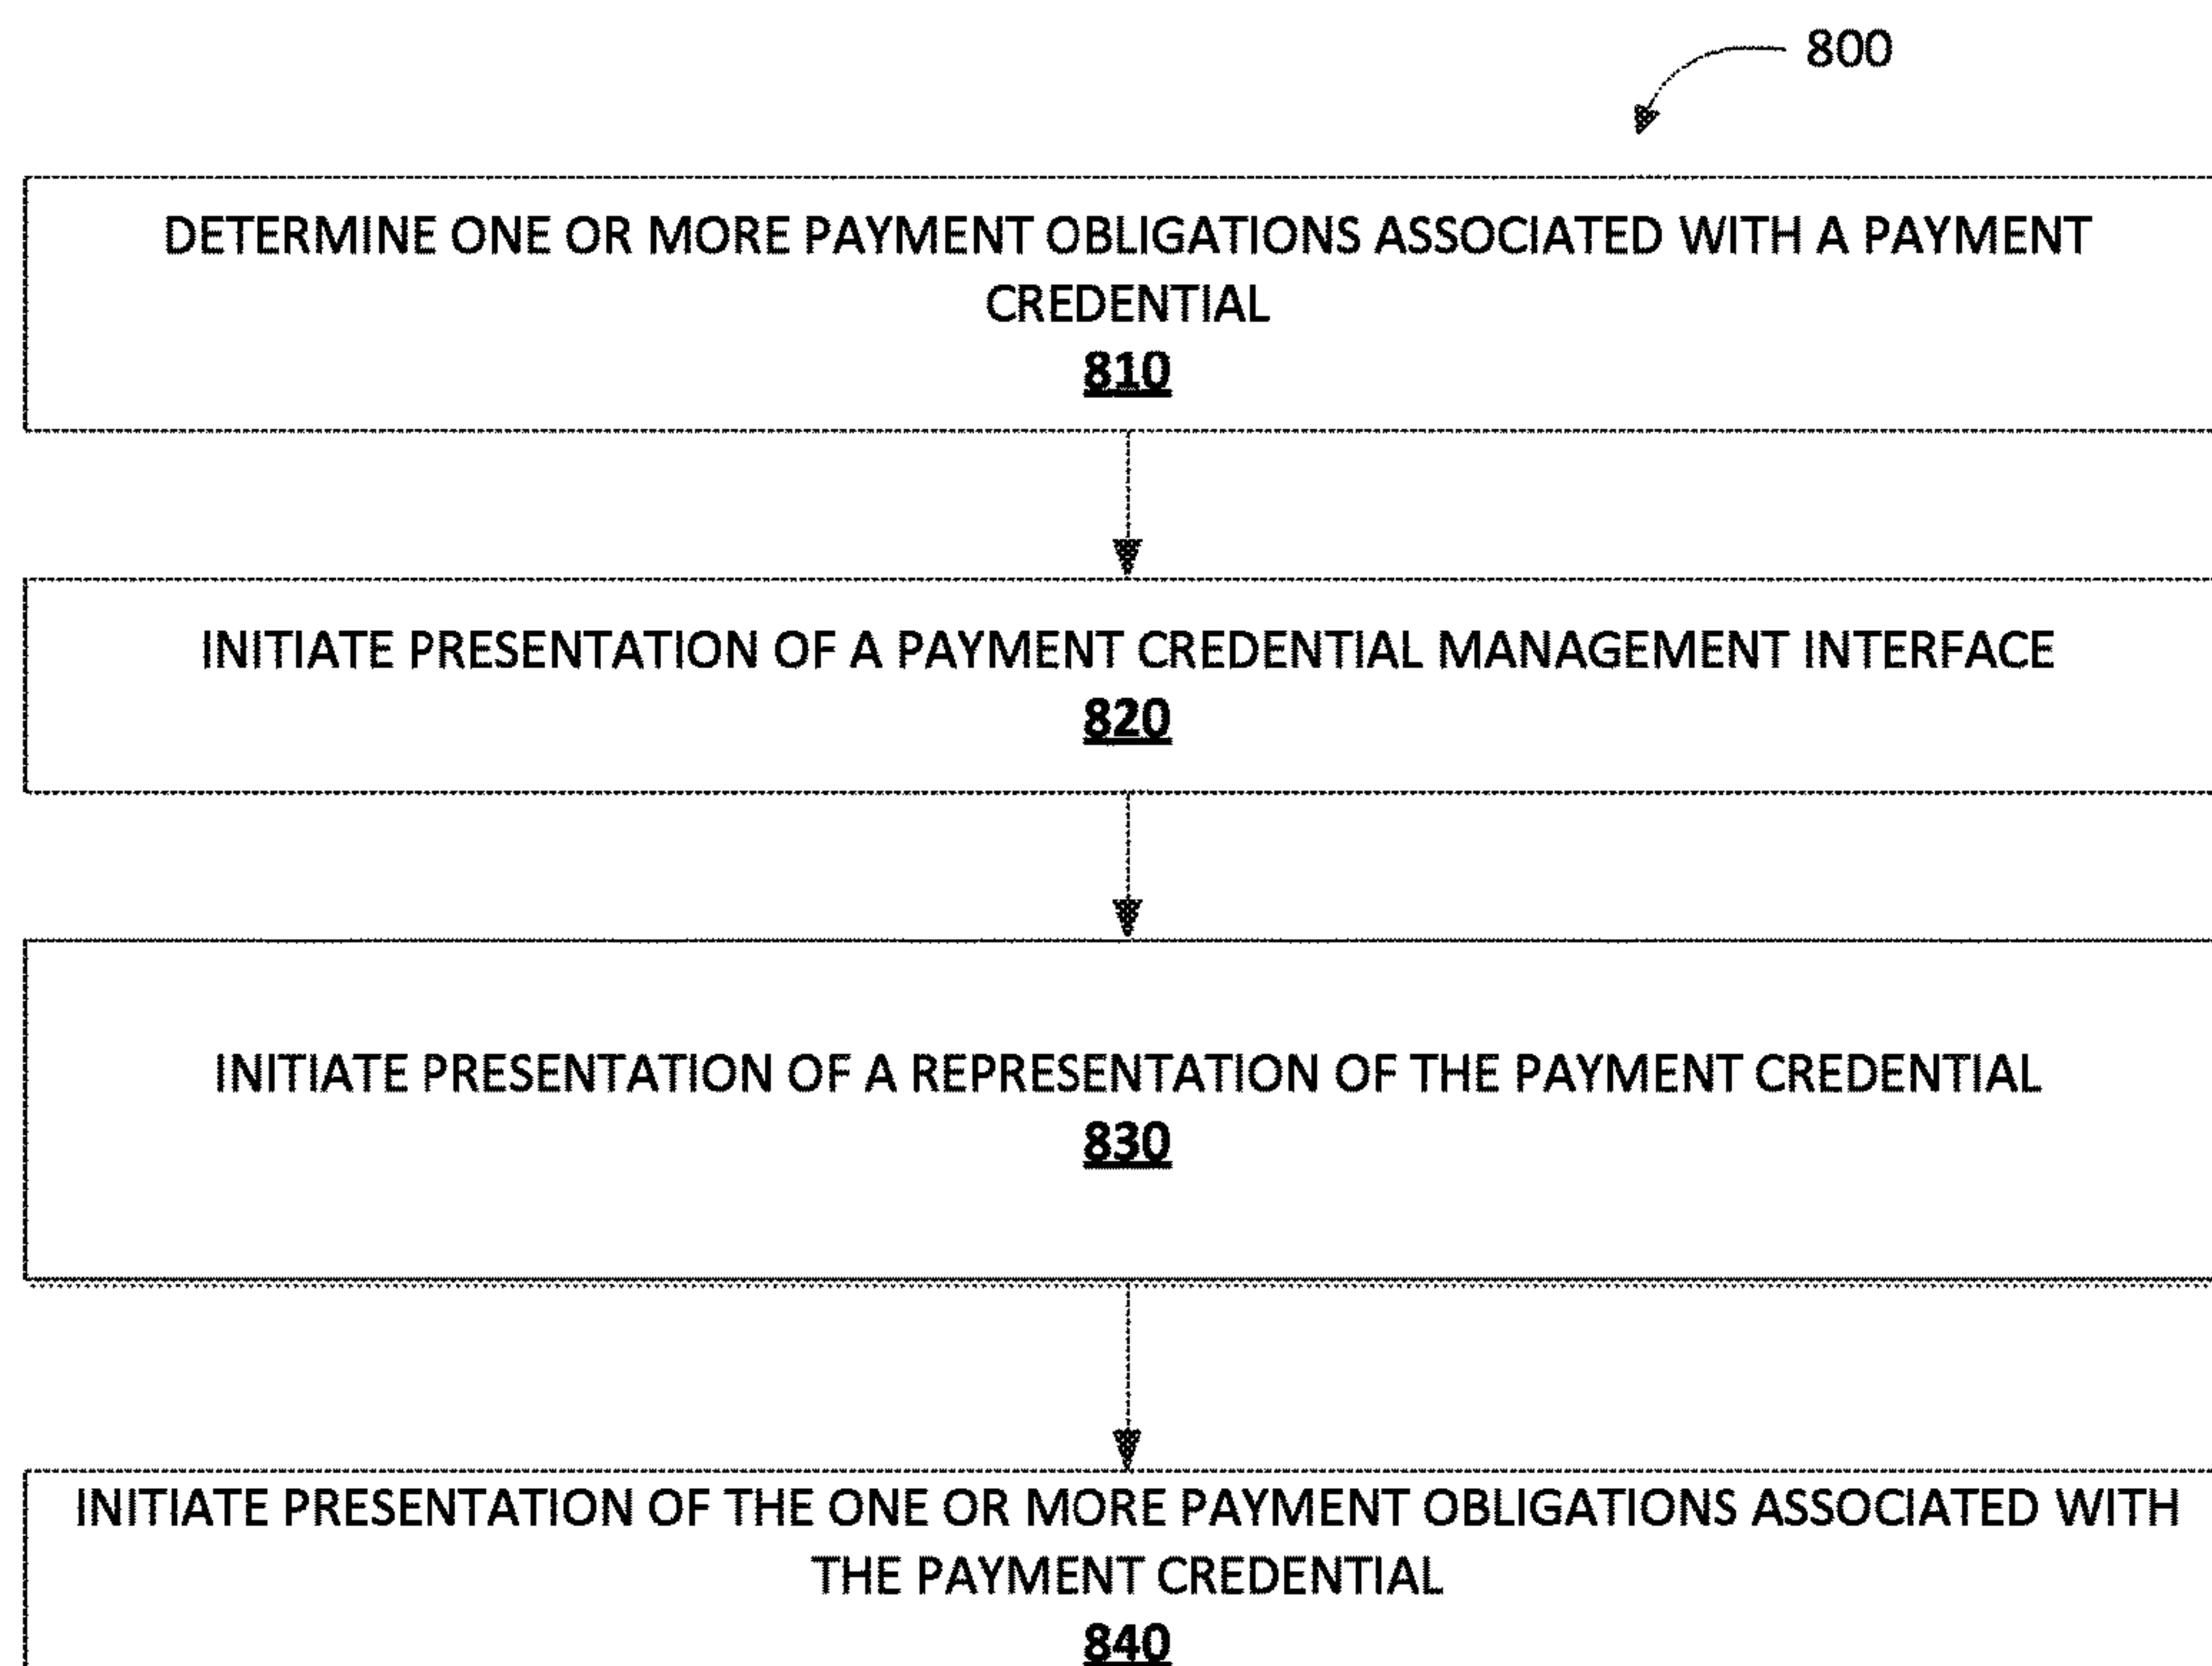 800
DETERMINE ONE OR MORE PAYMENT OBLIGATIONS ASSOCIATED WITH A PAYMENT
CREDENTIAL
810
INITIATE PRESENTATION OF A PAYMENT CREDENTIAL MANAGEMENT INTERFACE
820
INITIATE PRESENTATION OF A REPRESENTATION OF THE PAYMENT CREDENTIAL
830
INITIATE PRESENTATION OF THE ONE OR MORE PAYMENT OBLIGATIONS ASSOCIATED WITH
THE PAYMENT CREDENTIAL
840